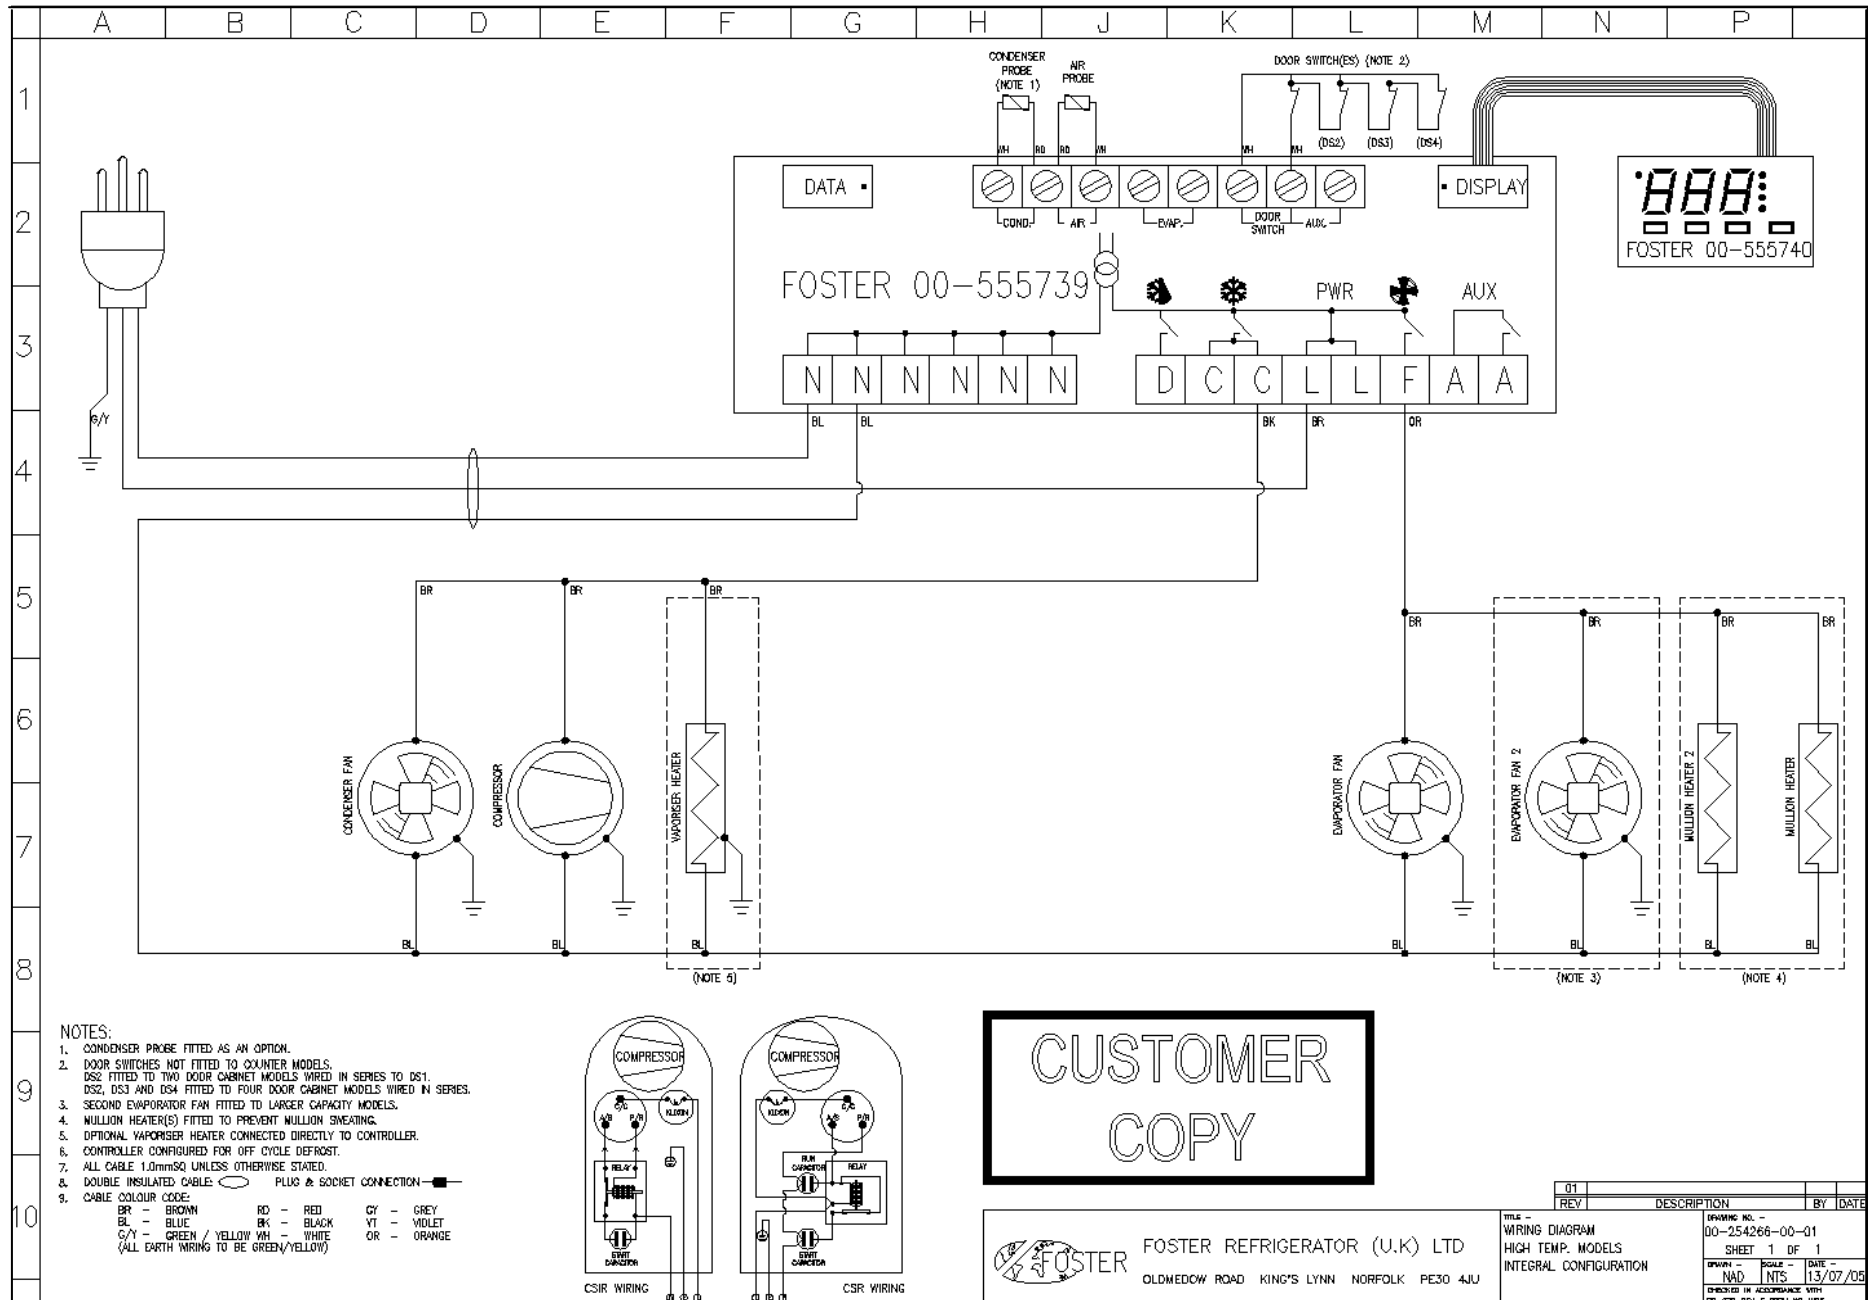 A B C D E F G H J K L M N P
1
2
3
4
5
6
7
8
9
10
CONDENSER
PROBE
(NOTE 1)
AIR
PROBE
DOOR SWITCH(ES) (NOTE 2)
(DS2) (DS3) (DS4)
WH RD RD WH WH WH
DATA
DISPLAY
COND. AIR EVAP. DOOR
SWITCH AUX.
FOSTER 00-555739
PWR
AUX
FOSTER 00-555740
N N N N N N
D C C L L F A A
BL BL BK BR OR
G/Y
BR BR BR
BR BR BR BR
CONDENSER FAN
COMPRESSOR
VAPORISER HEATER
EVAPORATOR FAN
EVAPORATOR FAN 2
MULLION HEATER 2
MULLION HEATER
BL BL BL BL BL BL BL
(NOTE 5)
(NOTE 3)
(NOTE 4)
NOTES:
1. CONDENSER PROBE FITTED AS AN OPTION.
2. DOOR SWITCHES NOT FITTED TO COUNTER MODELS.
DS2 FITTED TO TWO DOOR CABINET MODELS WIRED IN SERIES TO DS1.
DS2, DS3 AND DS4 FITTED TO FOUR DOOR CABINET MODELS WIRED IN SERIES.
3. SECOND EVAPORATOR FAN FITTED TO LARGER CAPACITY MODELS.
4. MULLION HEATER(S) FITTED TO PREVENT MULLION SWEATING.
5. OPTIONAL VAPORISER HEATER CONNECTED DIRECTLY TO CONTROLLER.
6. CONTROLLER CONFIGURED FOR OFF CYCLE DEFROST.
7. ALL CABLE 1.0mmSQ UNLESS OTHERWISE STATED.
8. DOUBLE INSULATED CABLE: PLUG & SOCKET CONNECTION
9. CABLE COLOUR CODE:
BR - BROWN RD - RED GY - GREY
BL - BLUE BK - BLACK VT - VIOLET
G/Y - GREEN / YELLOW WH - WHITE OR - ORANGE
(ALL EARTH WIRING TO BE GREEN/YELLOW)
COMPRESSOR
KLIXON
RELAY
START
CAPACITOR
CSIR WIRING
COMPRESSOR
KLIXON
RUN
CAPACITOR
RELAY
START
CAPACITOR
CSR WIRING
CUSTOMER
COPY
01
REV DESCRIPTION BY DATE
FOSTER
FOSTER REFRIGERATOR (U.K) LTD
OLDMEDOW ROAD KING'S LYNN NORFOLK PE30 4JU
TITLE -
WIRING DIAGRAM
HIGH TEMP. MODELS
INTEGRAL CONFIGURATION
DRAWING NO. -
00-254266-00-01
SHEET 1 OF 1
DRAWN - SCALE - DATE -
NAD NTS 13/07/05
CHECKED IN ACCORDANCE WITH